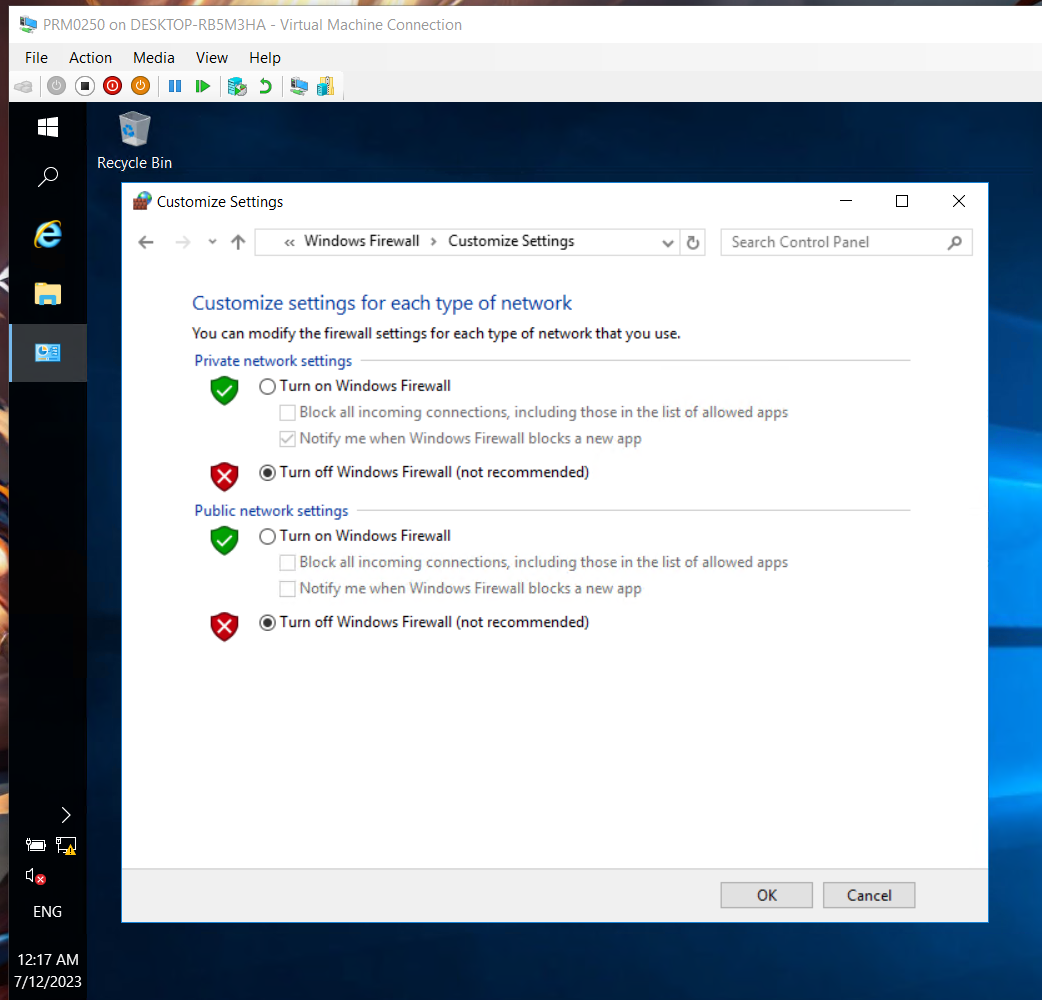 PRM0250 on DESKTOP-RB5M3HA - Virtual Machine Connection
File Action Media View Help
Recycle Bin
Customize Settings
« Windows Firewall › Customize Settings
Search Control Panel
Customize settings for each type of network
You can modify the firewall settings for each type of network that you use.
Private network settings
Turn on Windows Firewall
Block all incoming connections, including those in the list of allowed apps
Notify me when Windows Firewall blocks a new app
Turn off Windows Firewall (not recommended)
Public network settings
Turn on Windows Firewall
Block all incoming connections, including those in the list of allowed apps
Notify me when Windows Firewall blocks a new app
Turn off Windows Firewall (not recommended)
OK Cancel
ENG
12:17 AM
7/12/2023